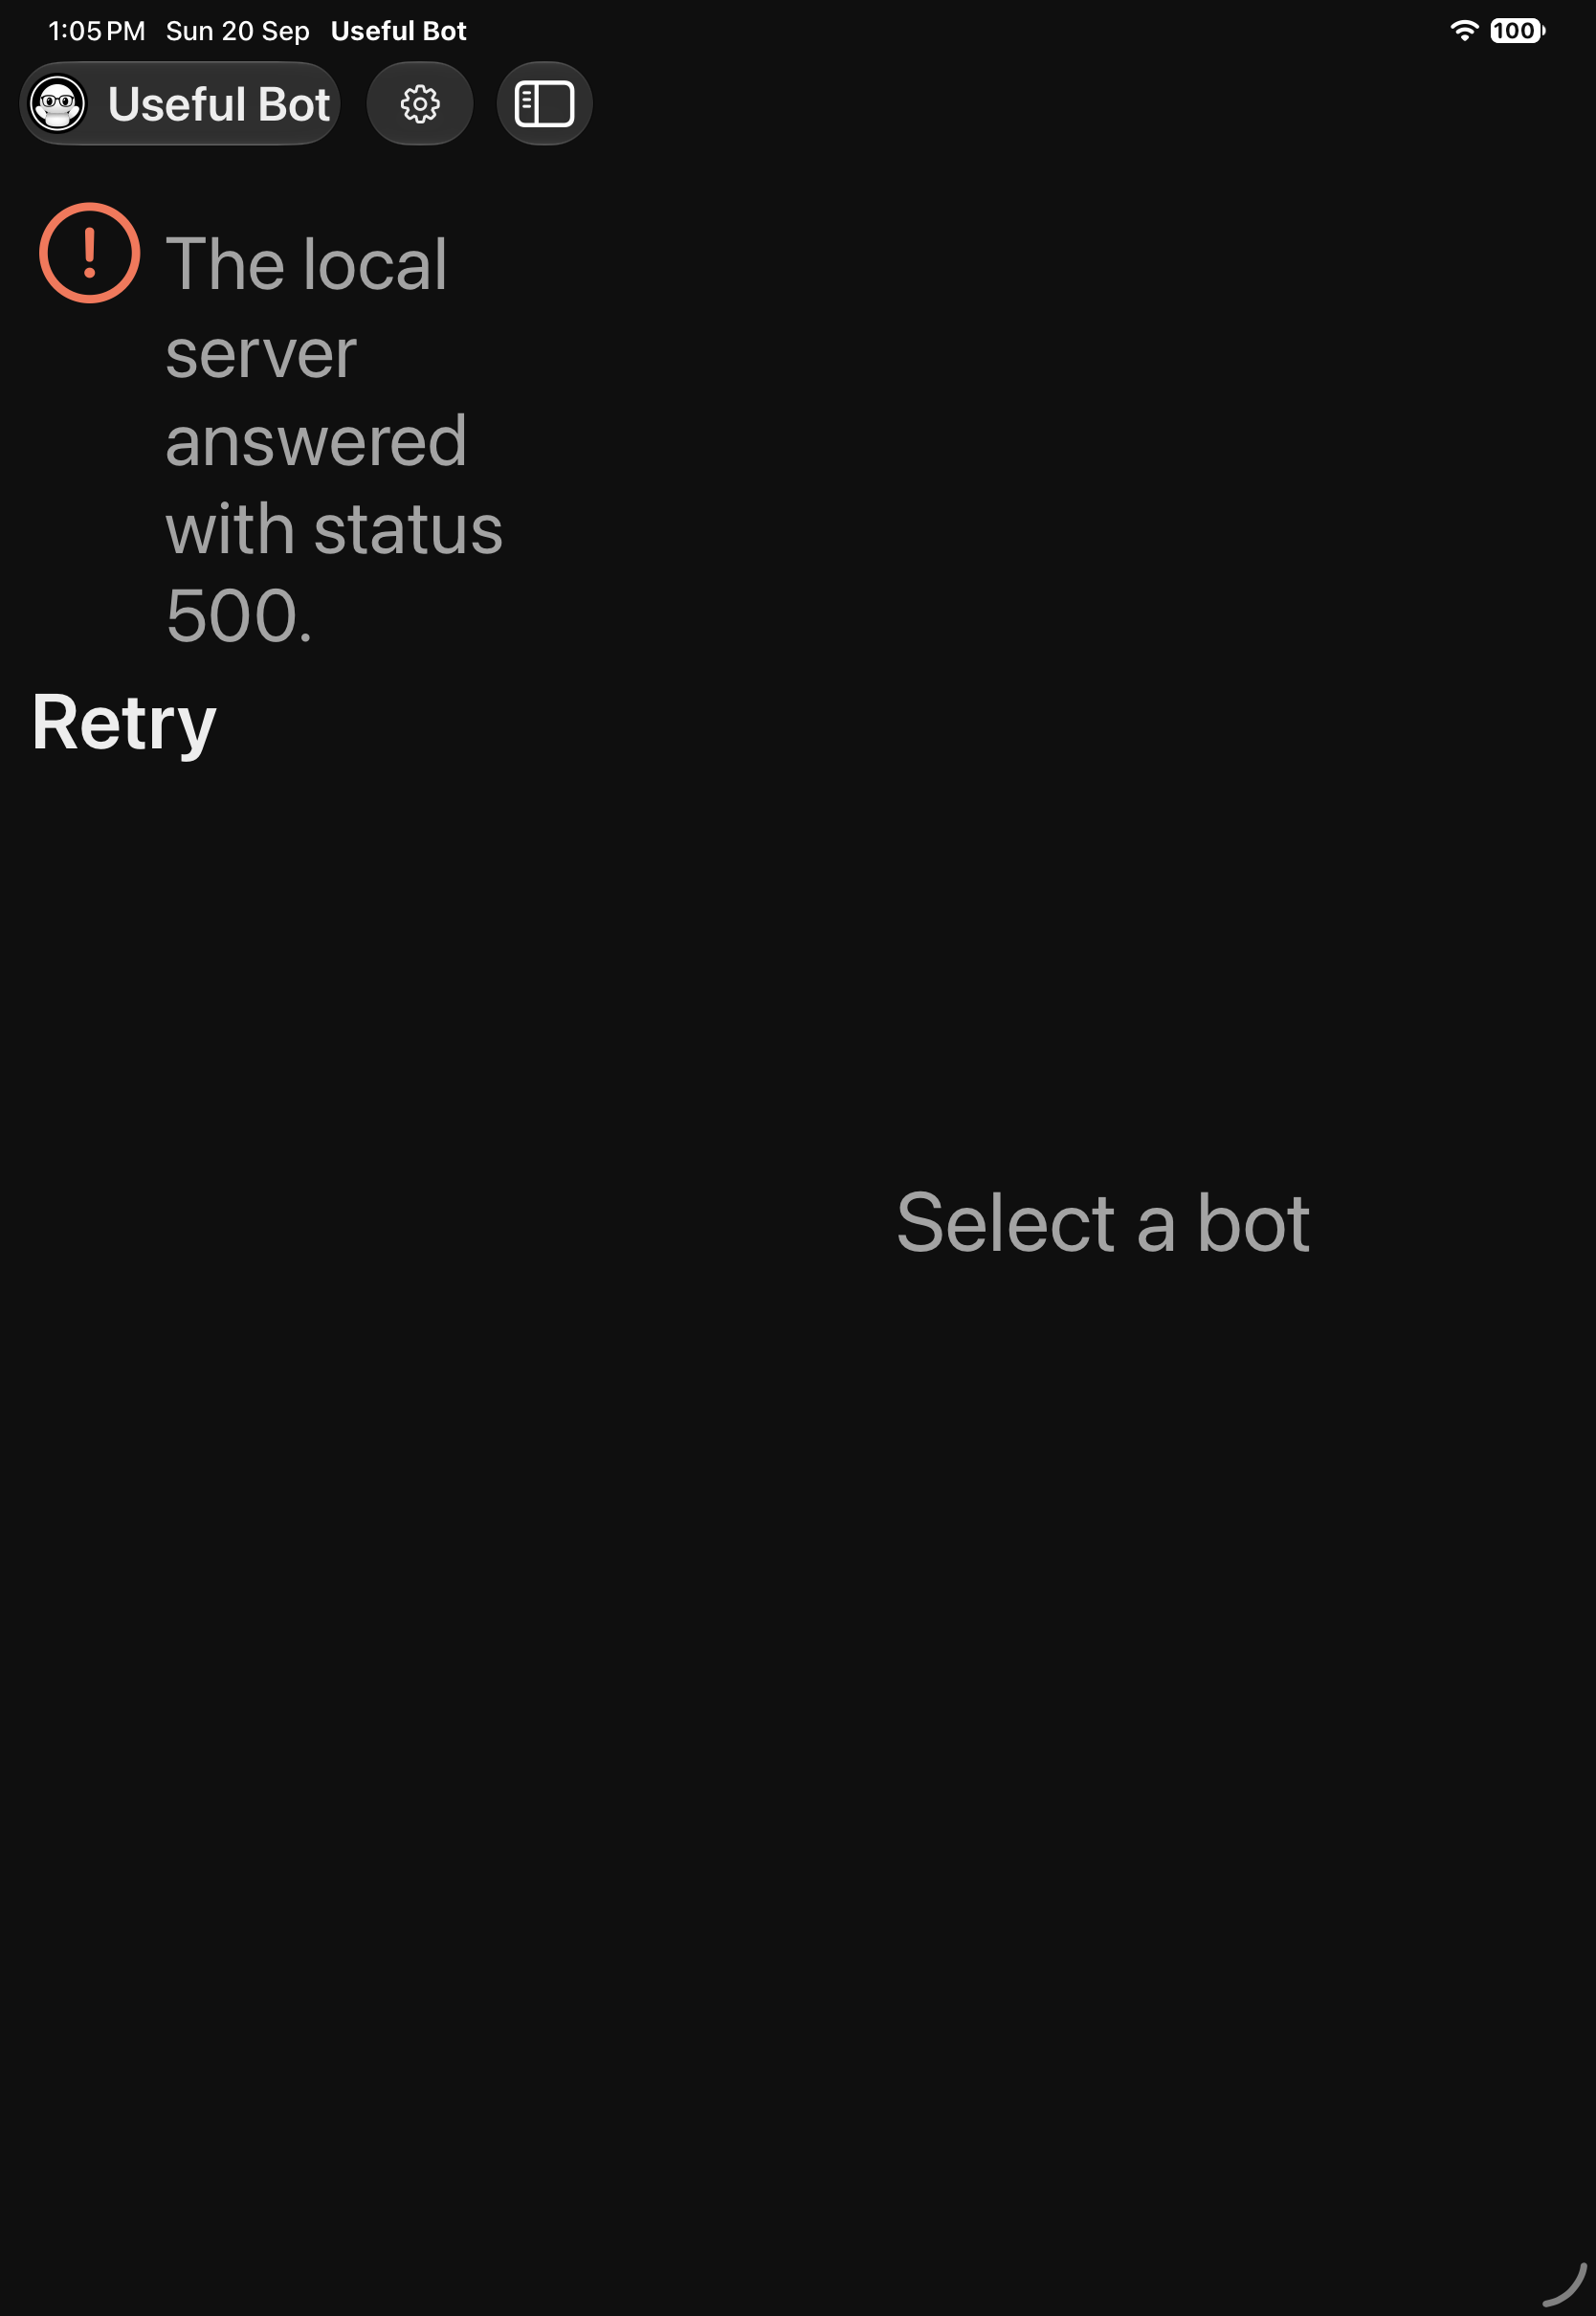 1:05 PM Sun 20 Sep Useful Bot
100
Useful Bot
The local
server
answered
with status
500.
Retry
Select a bot